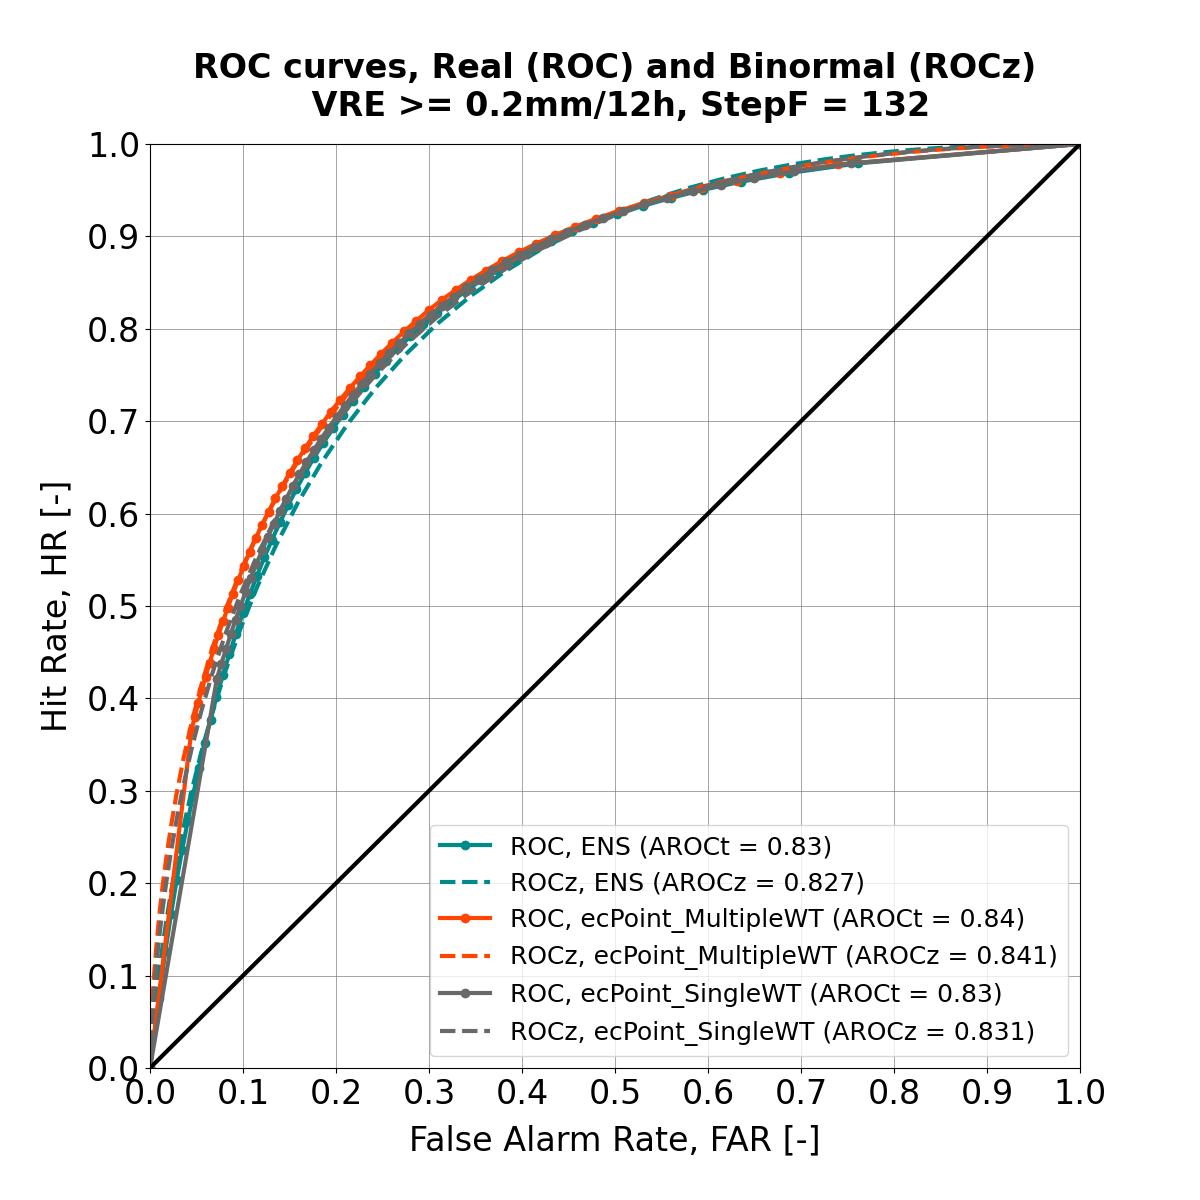 ROC curves, Real (ROC) and Binormal (ROCz)
VRE >= 0.2mm/12h, StepF = 132
1.0
0.9
0.8
0.7
0.6
0.5
0.4
0.3
0.2
0.1
0.0
Hit Rate, HR [-]
ROC, ENS (AROCt = 0.83)
ROCz, ENS (AROCz = 0.827)
ROC, ecPoint_MultipleWT (AROCt = 0.84)
ROCz, ecPoint_MultipleWT (AROCz = 0.841)
ROC, ecPoint_SingleWT (AROCt = 0.83)
ROCz, ecPoint_SingleWT (AROCz = 0.831)
0.0 0.1 0.2 0.3 0.4 0.5 0.6 0.7 0.8 0.9 1.0
False Alarm Rate, FAR [-]